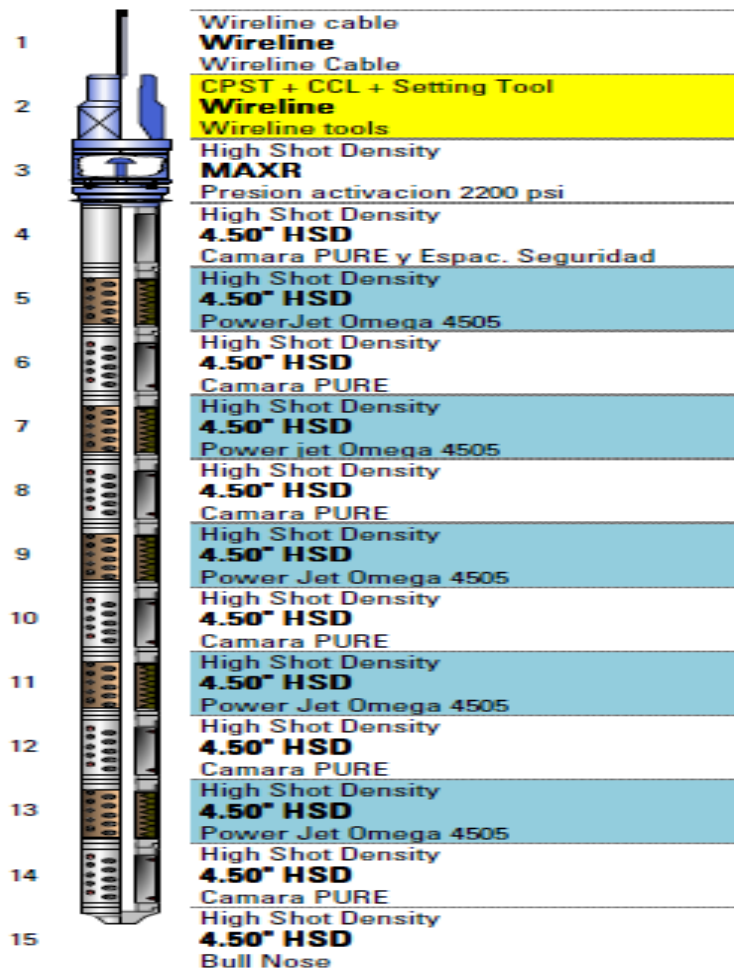 1
Wireline cable
Wireline
Wireline Cable
2
CPST + CCL + Setting Tool
Wireline
Wireline tools
3
High Shot Density
MAXR
Presion activacion 2200 psi
4
High Shot Density
4.50" HSD
Camara PURE y Espac. Seguridad
5
High Shot Density
4.50" HSD
PowerJet Omega 4505
6
High Shot Density
4.50" HSD
Camara PURE
7
High Shot Density
4.50" HSD
Power jet Omega 4505
8
High Shot Density
4.50" HSD
Camara PURE
9
High Shot Density
4.50" HSD
Power Jet Omega 4505
10
High Shot Density
4.50" HSD
Camara PURE
11
High Shot Density
4.50" HSD
Power Jet Omega 4505
12
High Shot Density
4.50" HSD
Camara PURE
13
High Shot Density
4.50" HSD
Power Jet Omega 4505
14
High Shot Density
4.50" HSD
Camara PURE
15
High Shot Density
4.50" HSD
Bull Nose